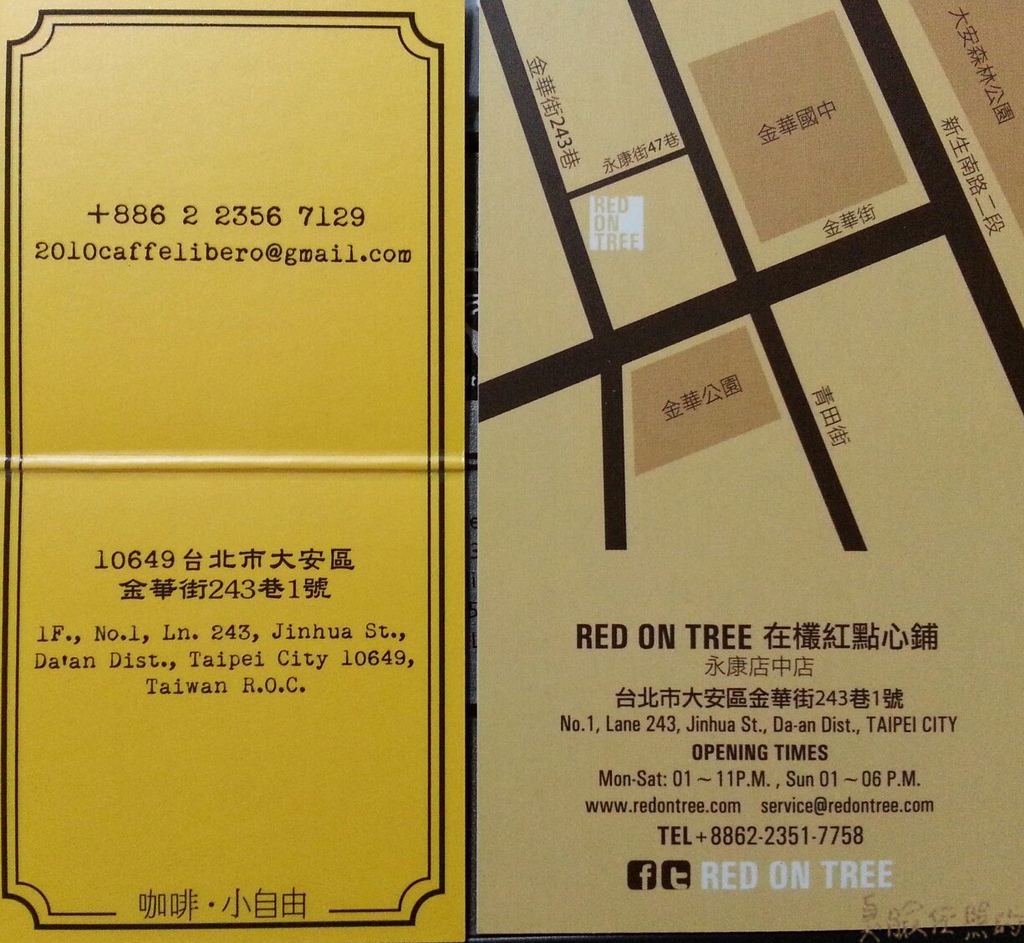 +886 2 2356 7129
2010caffelibero@gmail.com
10649台北市大安區
金華街243巷1號
1F., No.1, Ln. 243, Jinhua St.,
Da'an Dist., Taipei City 10649,
Taiwan R.O.C.
咖啡·小自由
大安森林公園
金華街243巷
金華國中
新生南路二段
永康街47巷
RED
ON
TREE
金華街
金華公園
青田街
RED ON TREE 在欉紅點心鋪
永康店中店
台北市大安區金華街243巷1號
No.1, Lane 243, Jinhua St., Da-an Dist., TAIPEI CITY
OPENING TIMES
Mon-Sat: 01 ~ 11P.M. , Sun 01 ~ 06 P.M.
www.redontree.com service@redontree.com
TEL+8862-2351-7758
f t RED ON TREE